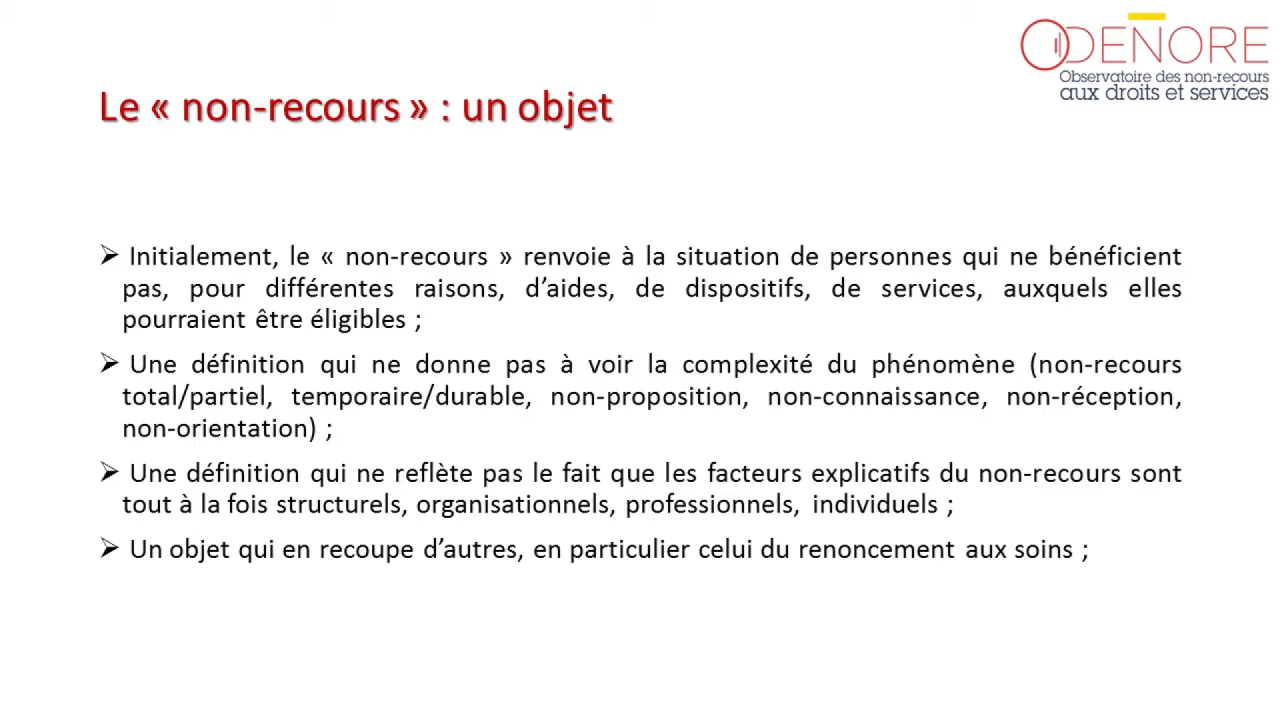 ODENORE
Observatoire des non-recours
aux droits et services
Le « non-recours » : un objet
➢ Initialement, le « non-recours » renvoie à la situation de personnes qui ne bénéficient
pas, pour différentes raisons, d’aides, de dispositifs, de services, auxquels elles
pourraient être éligibles ;
➢ Une définition qui ne donne pas à voir la complexité du phénomène (non-recours
total/partiel, temporaire/durable, non-proposition, non-connaissance, non-réception,
non-orientation) ;
➢ Une définition qui ne reflète pas le fait que les facteurs explicatifs du non-recours sont
tout à la fois structurels, organisationnels, professionnels, individuels ;
➢ Un objet qui en recoupe d’autres, en particulier celui du renoncement aux soins ;